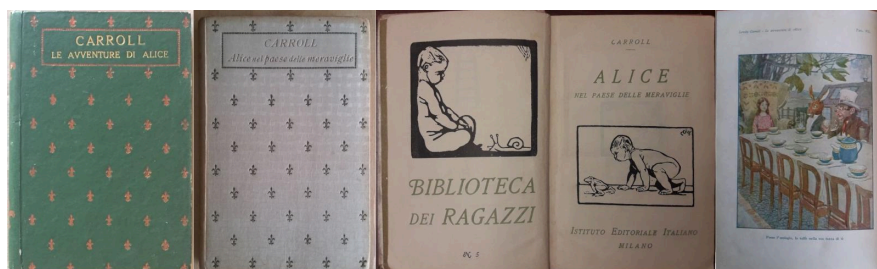 CARROLL
LE AVVENTURE DI ALICE
CARROLL
Alice nel paese delle meraviglie
BIBLIOTECA
DEI RAGAZZI
CARROLL
ALICE
NEL PAESE DELLE MERAVIGLIE
ISTITUTO EDITORIALE ITALIANO
MILANO